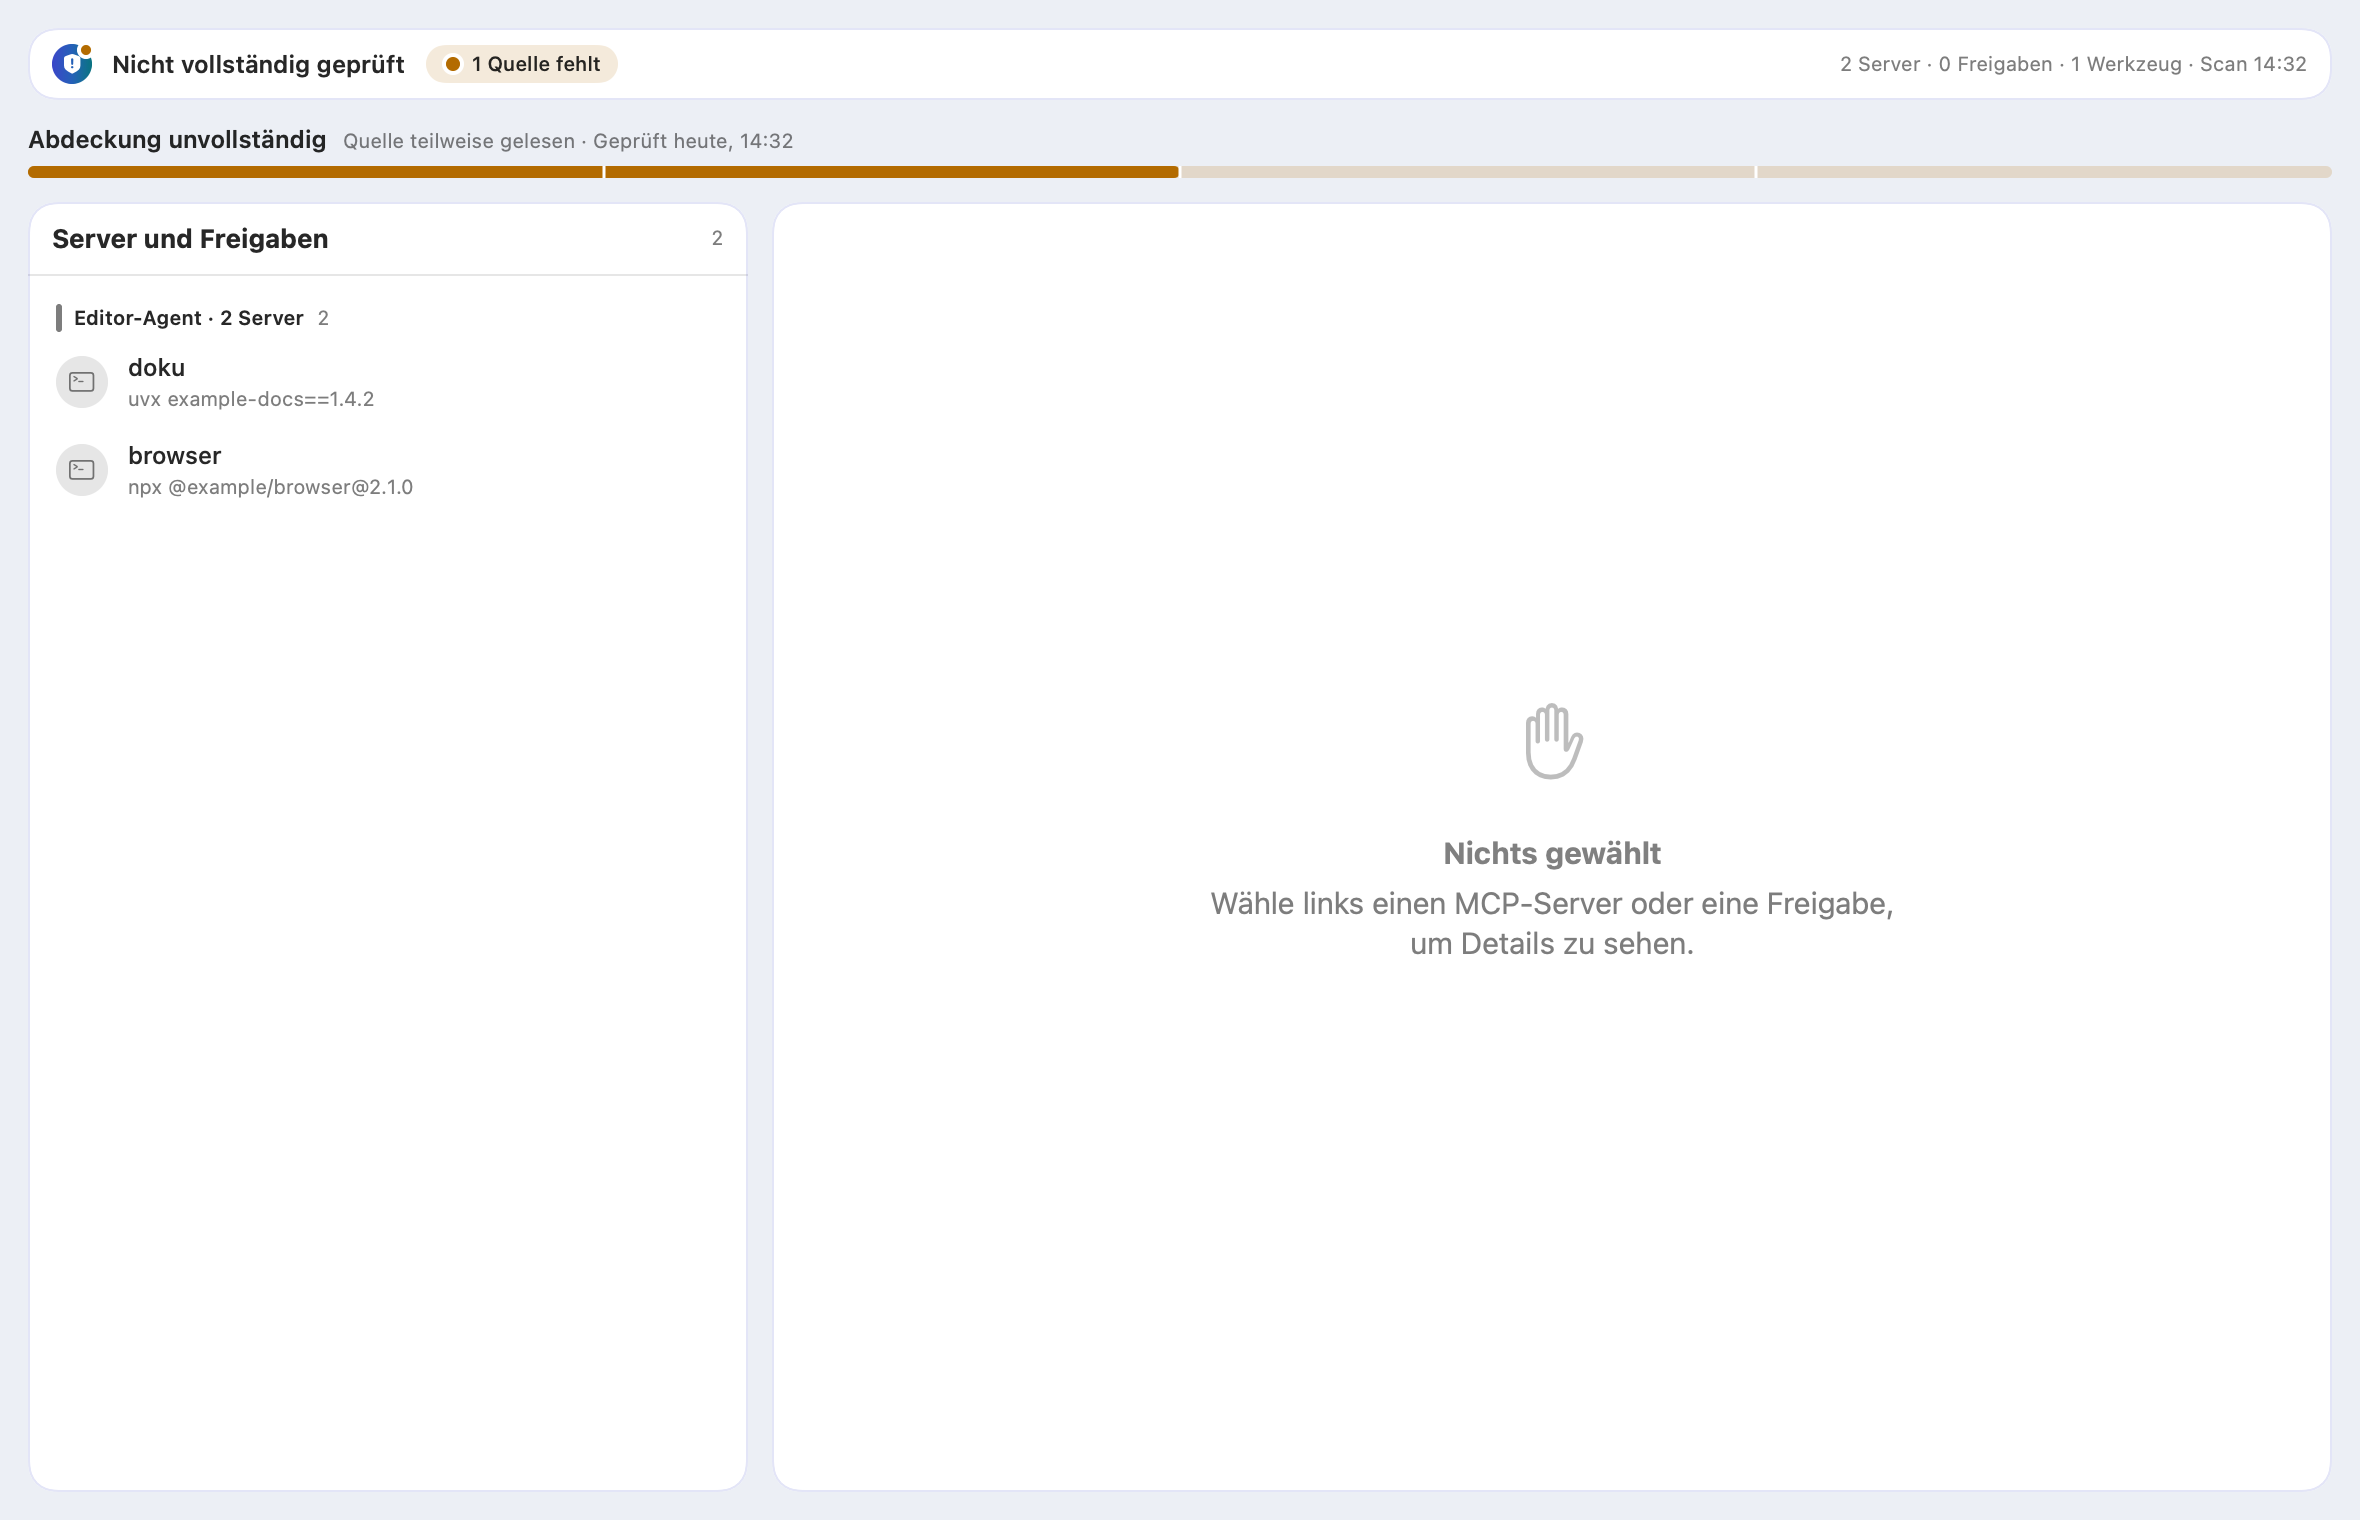 Nicht vollständig geprüft
1 Quelle fehlt
2 Server · 0 Freigaben · 1 Werkzeug · Scan 14:32
Abdeckung unvollständig
Quelle teilweise gelesen · Geprüft heute, 14:32
Server und Freigaben
2
Editor-Agent · 2 Server 2
doku
uvx example-docs==1.4.2
browser
npx @example/browser@2.1.0
Nichts gewählt
Wähle links einen MCP-Server oder eine Freigabe,
um Details zu sehen.